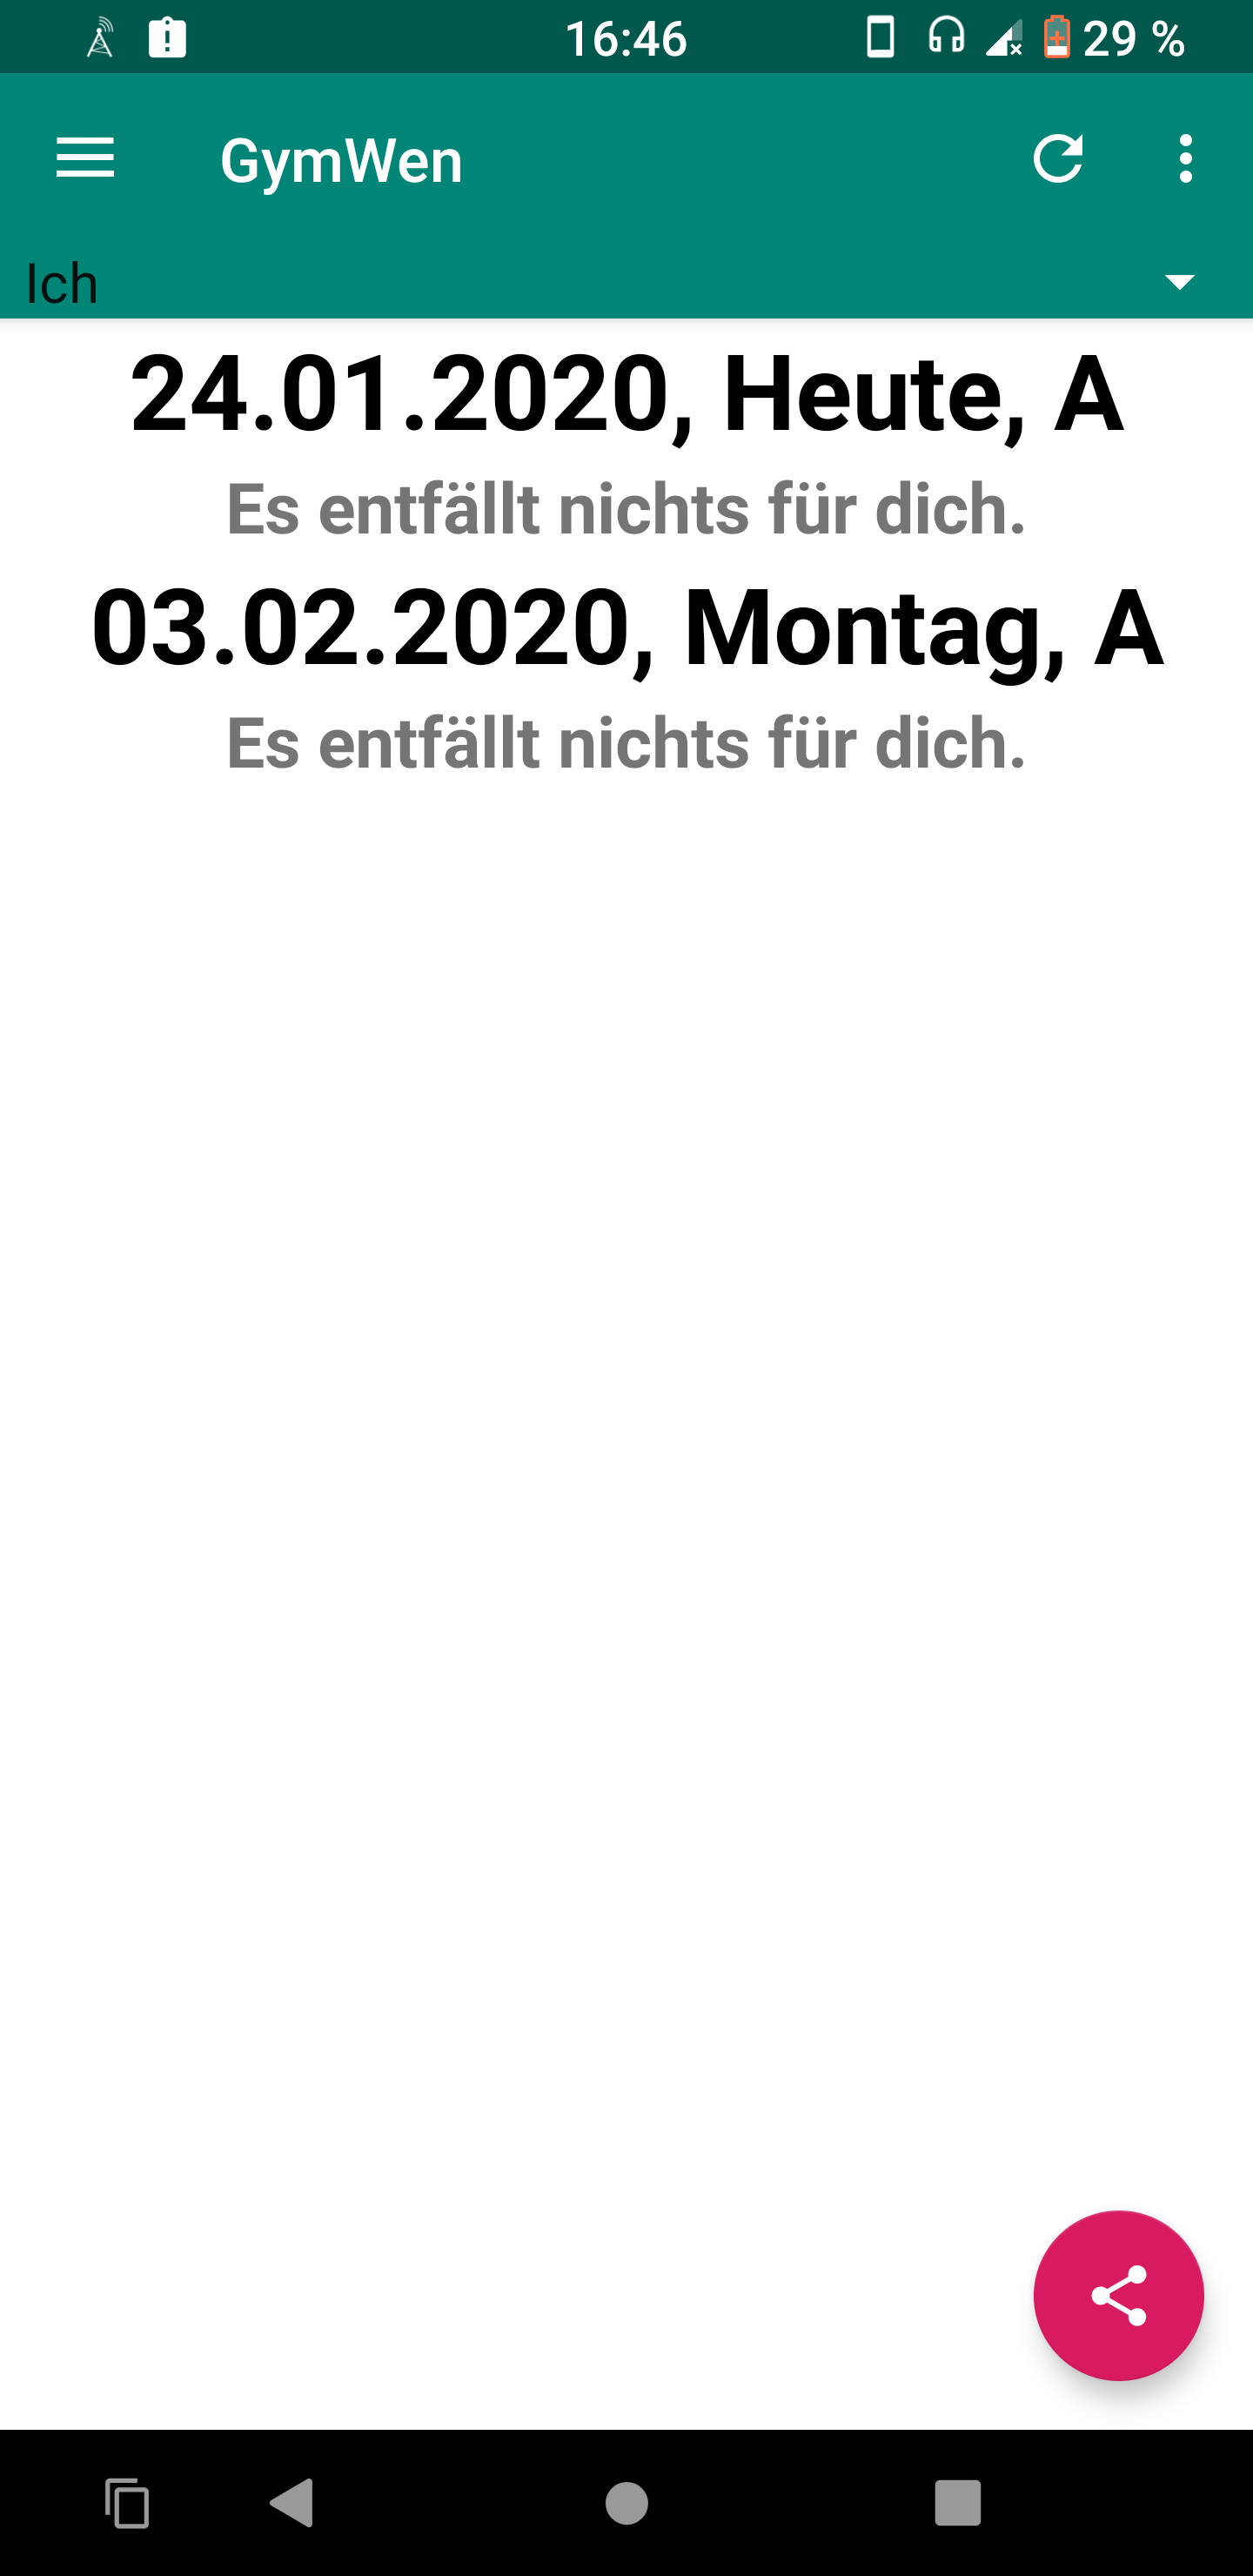 16:46
29 %
GymWen
Ich
24.01.2020, Heute, A
Es entfällt nichts für dich.
03.02.2020, Montag, A
Es entfällt nichts für dich.